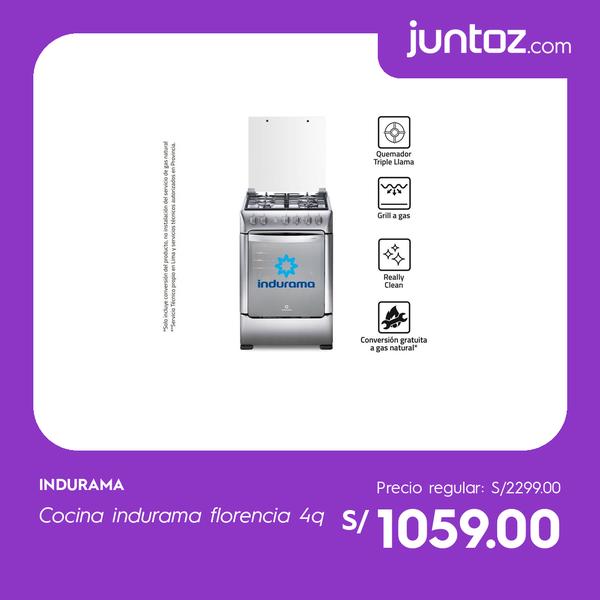 juntoz.com
*Solo incluye conversión del producto, no instalación del servicio de gas natural
**Servicio Técnico propio en Lima y servicios técnicos autorizados en Provincia.
indurama
Quemador
Triple Llama
Grill a gas
Really
Clean
Conversión gratuita
a gas natural*
INDURAMA
Cocina indurama florencia 4q
Precio regular: S/2299.00
S/ 1059.00